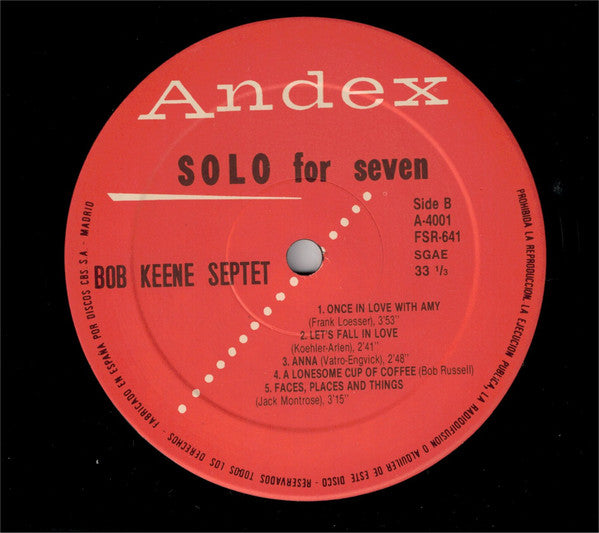 Andex
SOLO for seven
Side B
A-4001
FSR-641
SGAE
33 1/3
BOB KEENE SEPTET
1. ONCE IN LOVE WITH AMY
(Frank Loesser), 3'53"
2. LET'S FALL IN LOVE
(Koehler-Arlen), 2'41"
3. ANNA (Vatro-Engvick), 2'48"
4. A LONESOME CUP OF COFFEE (Bob Russell)
5. FACES, PLACES AND THINGS
(Jack Montrose), 3'15"
PROHIBIDA LA REPRODUCCION, LA EJECUCION PUBLICA, LA RADIODIFUSION O ALQUILER DE ESTE DISCO - RESERVADOS TODOS LOS DERECHOS - FABRICADO EN ESPAÑA POR DISCOS CBS S.A. - MADRID